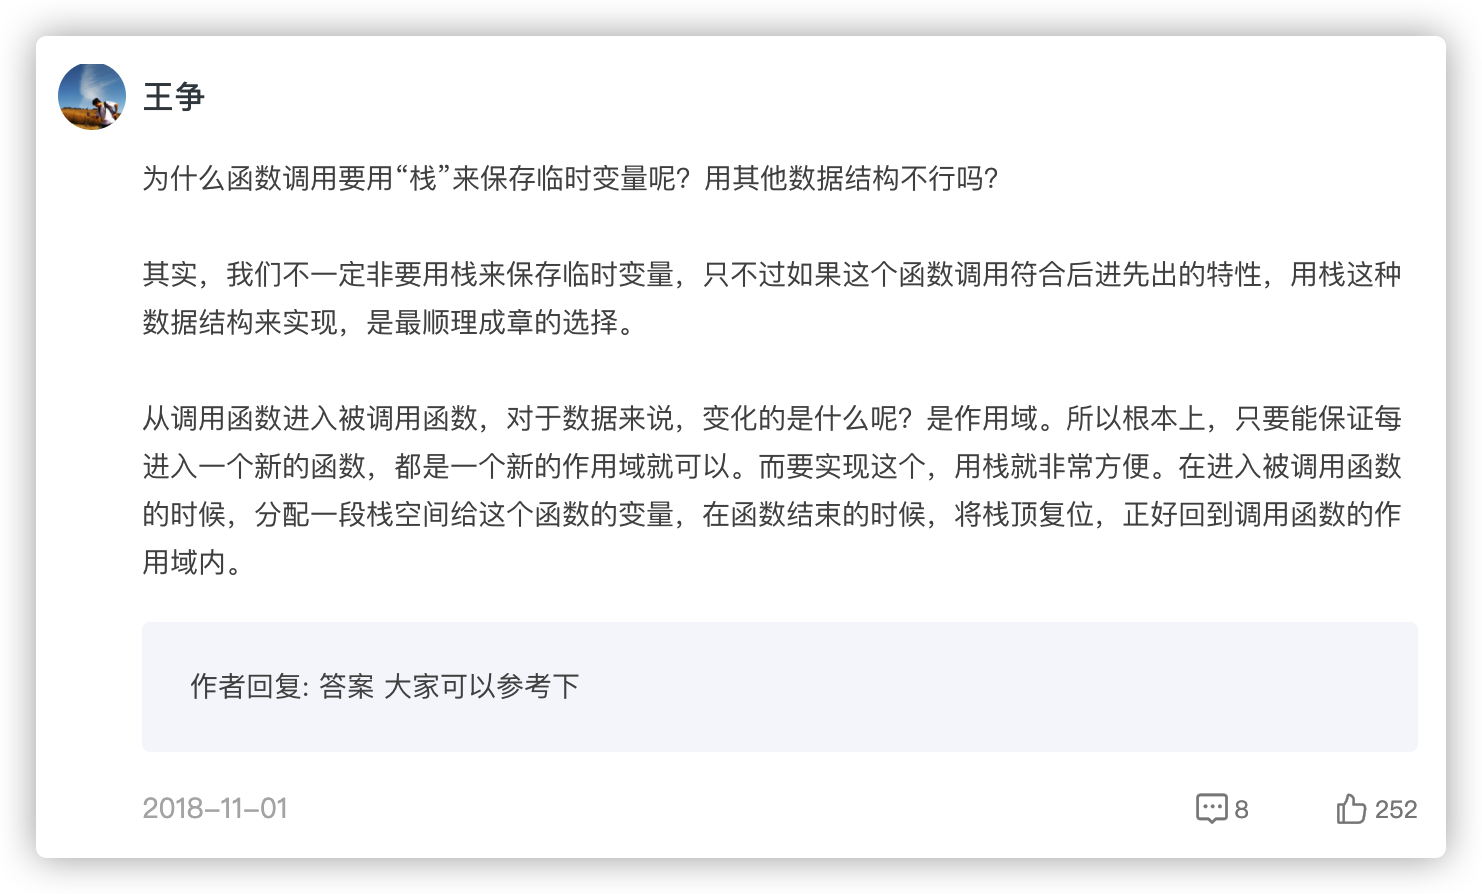 王争
为什么函数调用要用“栈”来保存临时变量呢？用其他数据结构不行吗？
其实，我们不一定非要用栈来保存临时变量，只不过如果这个函数调用符合后进先出的特性，用栈这种
数据结构来实现，是最顺理成章的选择。
从调用函数进入被调用函数，对于数据来说，变化的是什么呢？是作用域。所以根本上，只要能保证每
进入一个新的函数，都是一个新的作用域就可以。而要实现这个，用栈就非常方便。在进入被调用函数
的时候，分配一段栈空间给这个函数的变量，在函数结束的时候，将栈顶复位，正好回到调用函数的作
用域内。
作者回复: 答案 大家可以参考下
2018-11-01 8 252